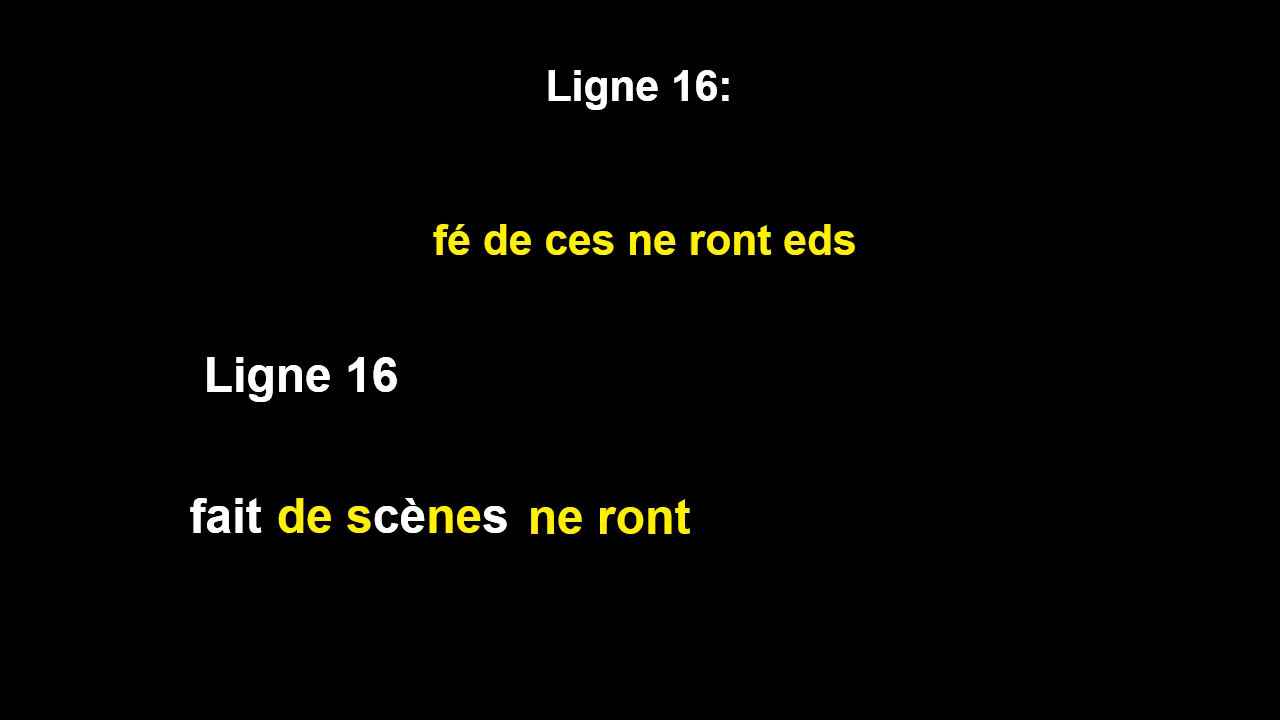 Ligne 16:
fé de ces ne ront eds
Ligne 16
fait de scènes ne ront